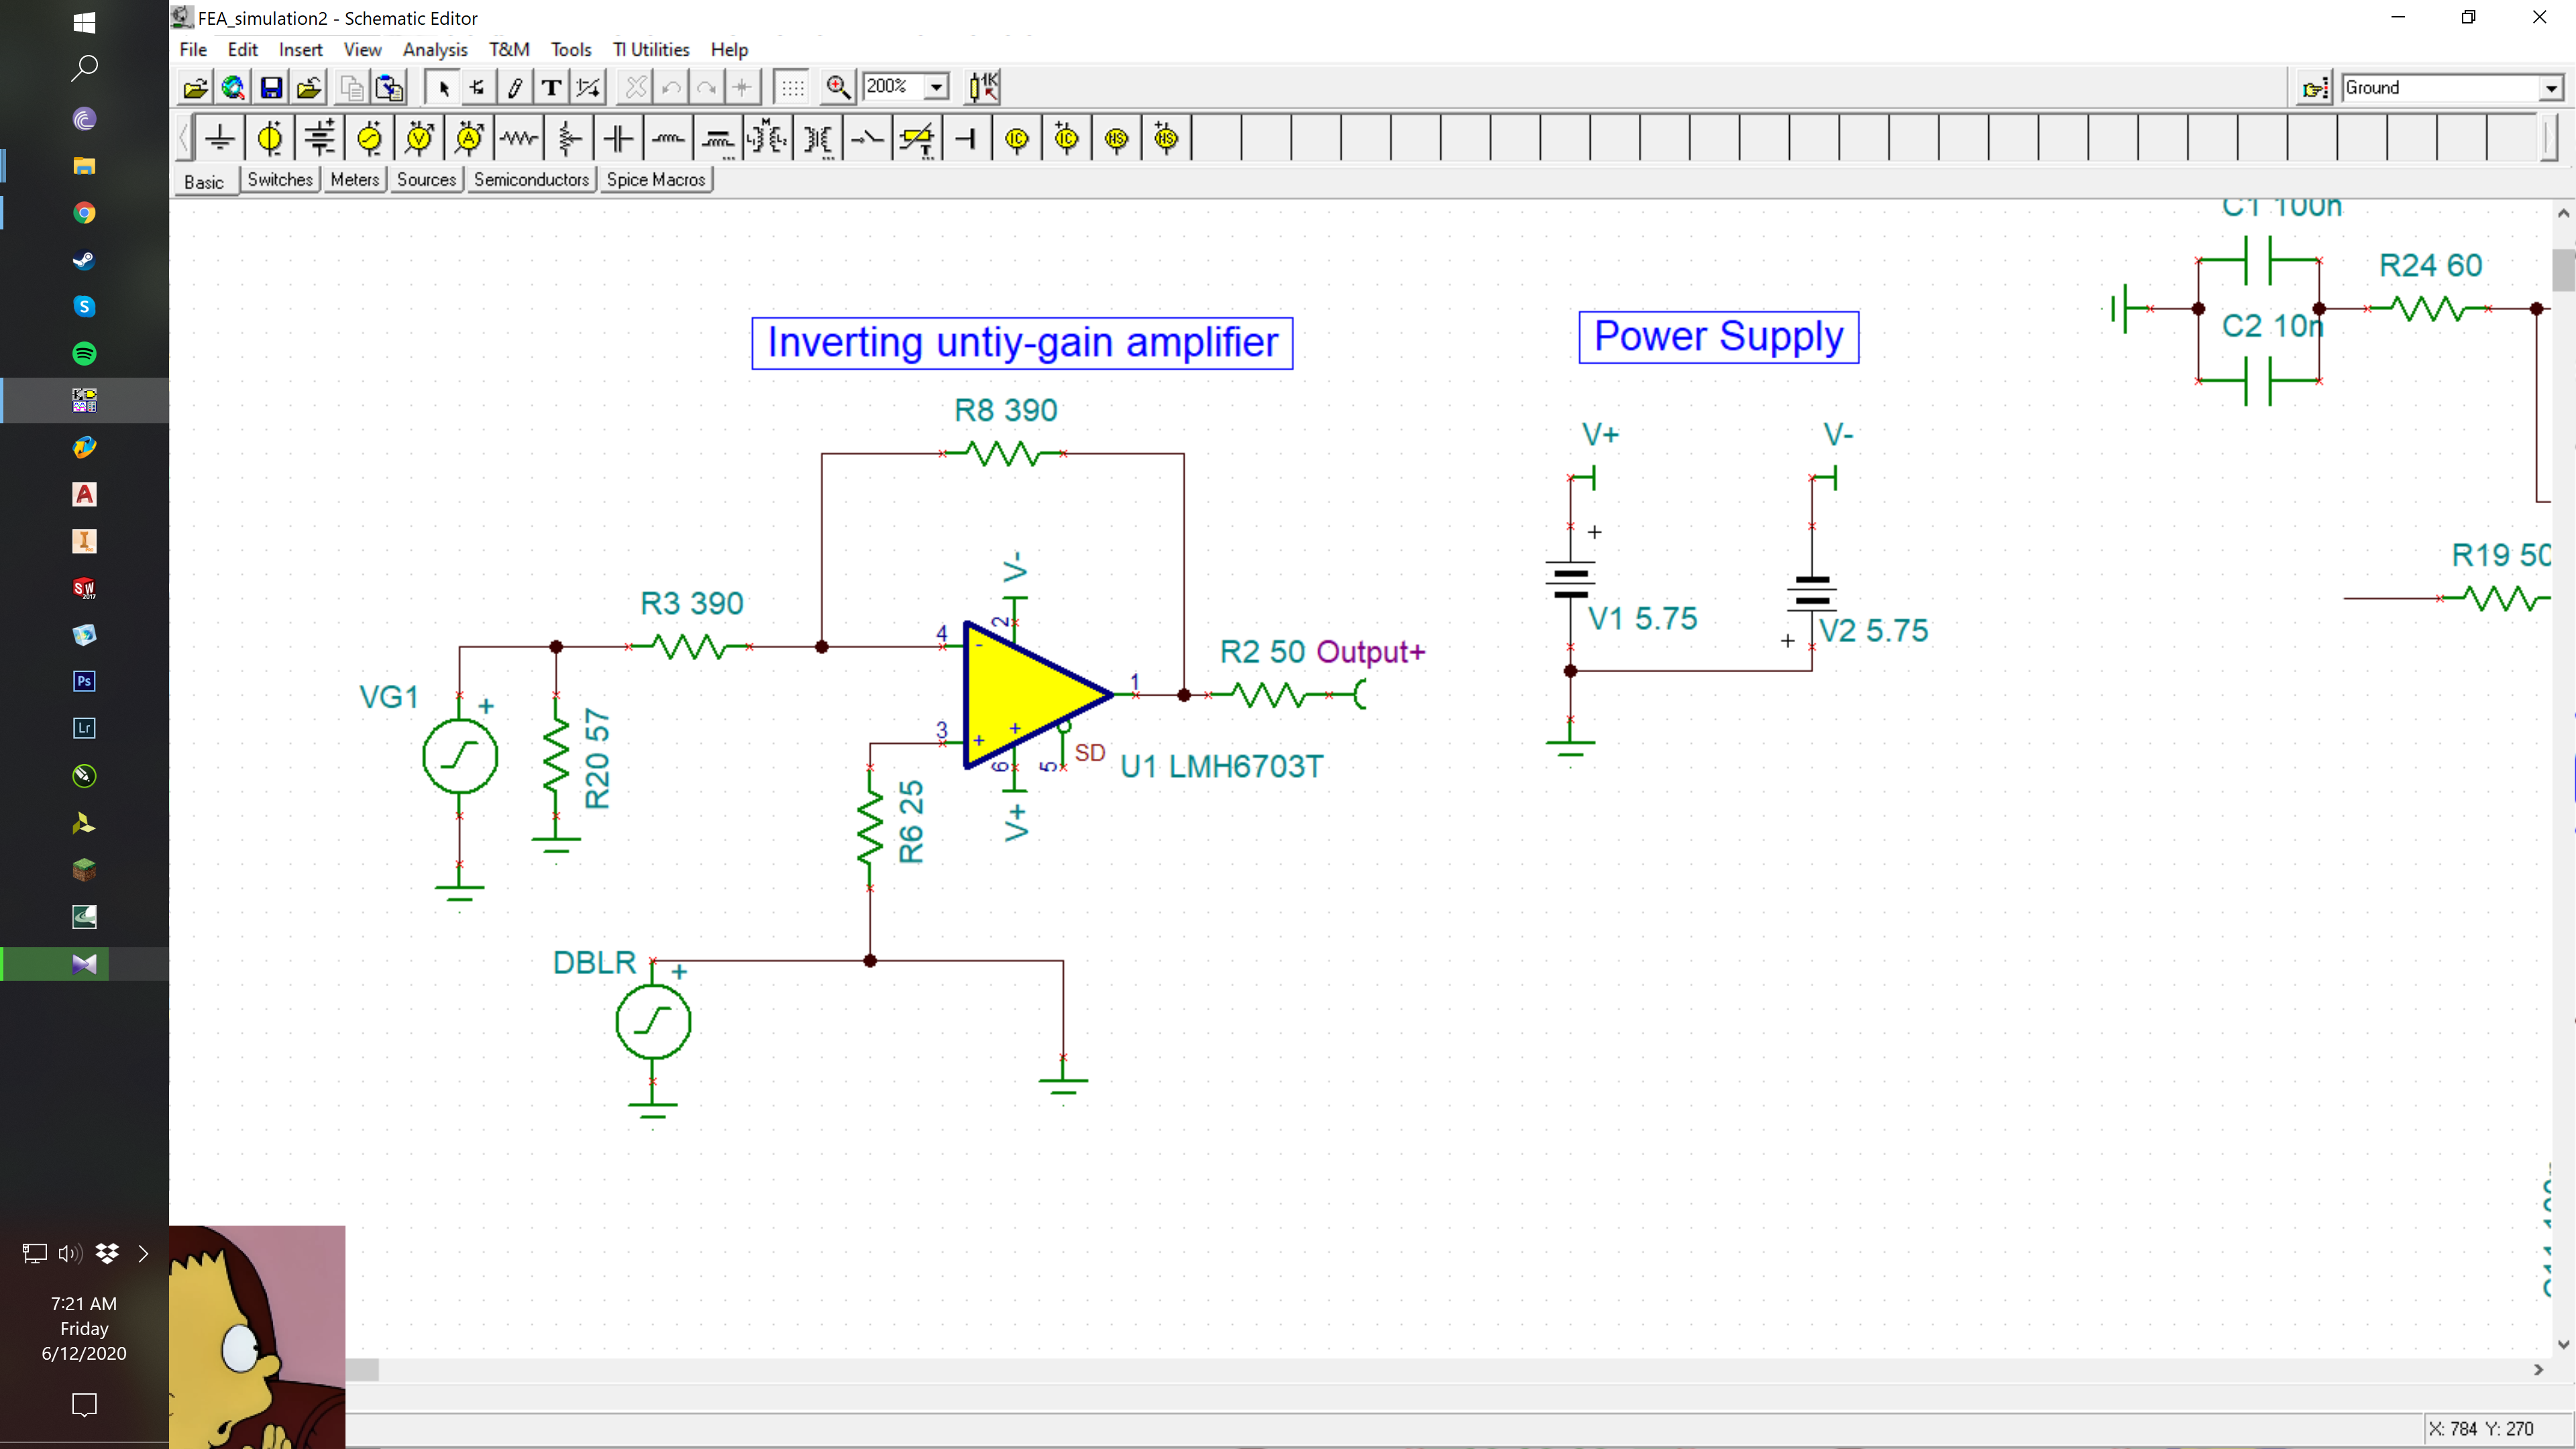 FEA_simulation2 - Schematic Editor
File Edit Insert View Analysis T&M Tools TI Utilities Help
200% 1K Ground
Basic Switches Meters Sources Semiconductors Spice Macros
C1 100n
R24 60
C2 10n
Inverting untiy-gain amplifier
Power Supply
R8 390
V+
V-
+
R19 50
V-
R3 390
2
4
-
V1 5.75
V2 5.75
+
R2 50 Output+
1
VG1
+
R20 57
3
+
+
6
5
SD
U1 LMH6703T
V+
R6 25
DBLR
+
7:21 AM
Friday
6/12/2020
X: 784 Y: 270